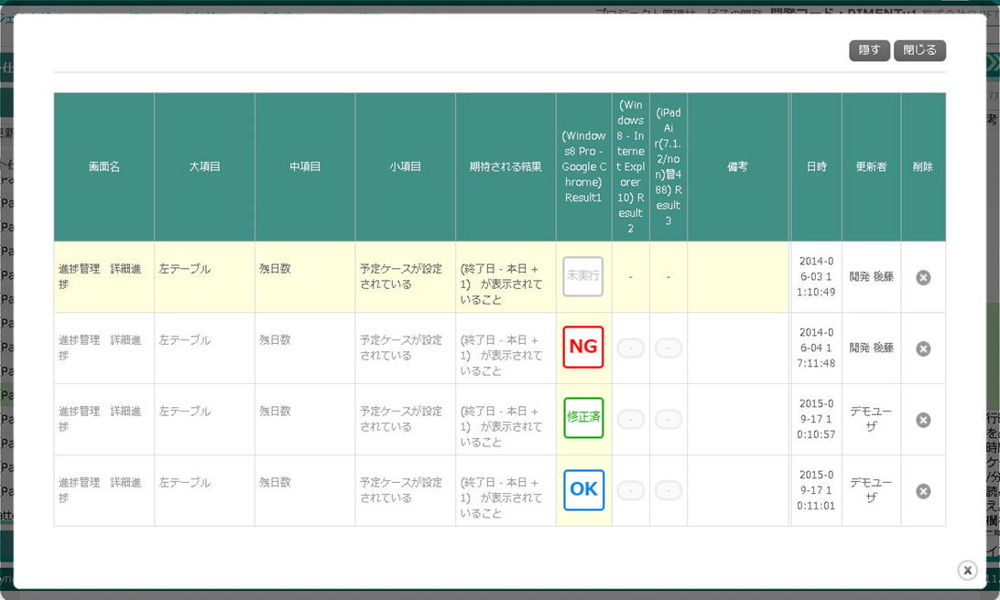 隠す 閉じる
画面名 大項目 中項目 小項目 期待される結果 (Windows8 Pro - Google Chrome) Result1 (Windows8 - Internet Explorer10) Result2 (iPadAir(7.1.2/non)管488) Result3 備考 日時 更新者 削除
進捗管理 詳細進捗 左テーブル 残日数 予定ケースが設定されている (終了日 - 本日 + 1) が表示されていること 未実行 - - 2014-06-03 11:10:49 開発 後藤
進捗管理 詳細進捗 左テーブル 残日数 予定ケースが設定されている (終了日 - 本日 + 1) が表示されていること NG - - 2014-06-04 17:11:48 開発 後藤
進捗管理 詳細進捗 左テーブル 残日数 予定ケースが設定されている (終了日 - 本日 + 1) が表示されていること 修正済 - - 2015-09-17 10:10:57 デモユーザ
進捗管理 詳細進捗 左テーブル 残日数 予定ケースが設定されている (終了日 - 本日 + 1) が表示されていること OK - - 2015-09-17 10:11:01 デモユーザ